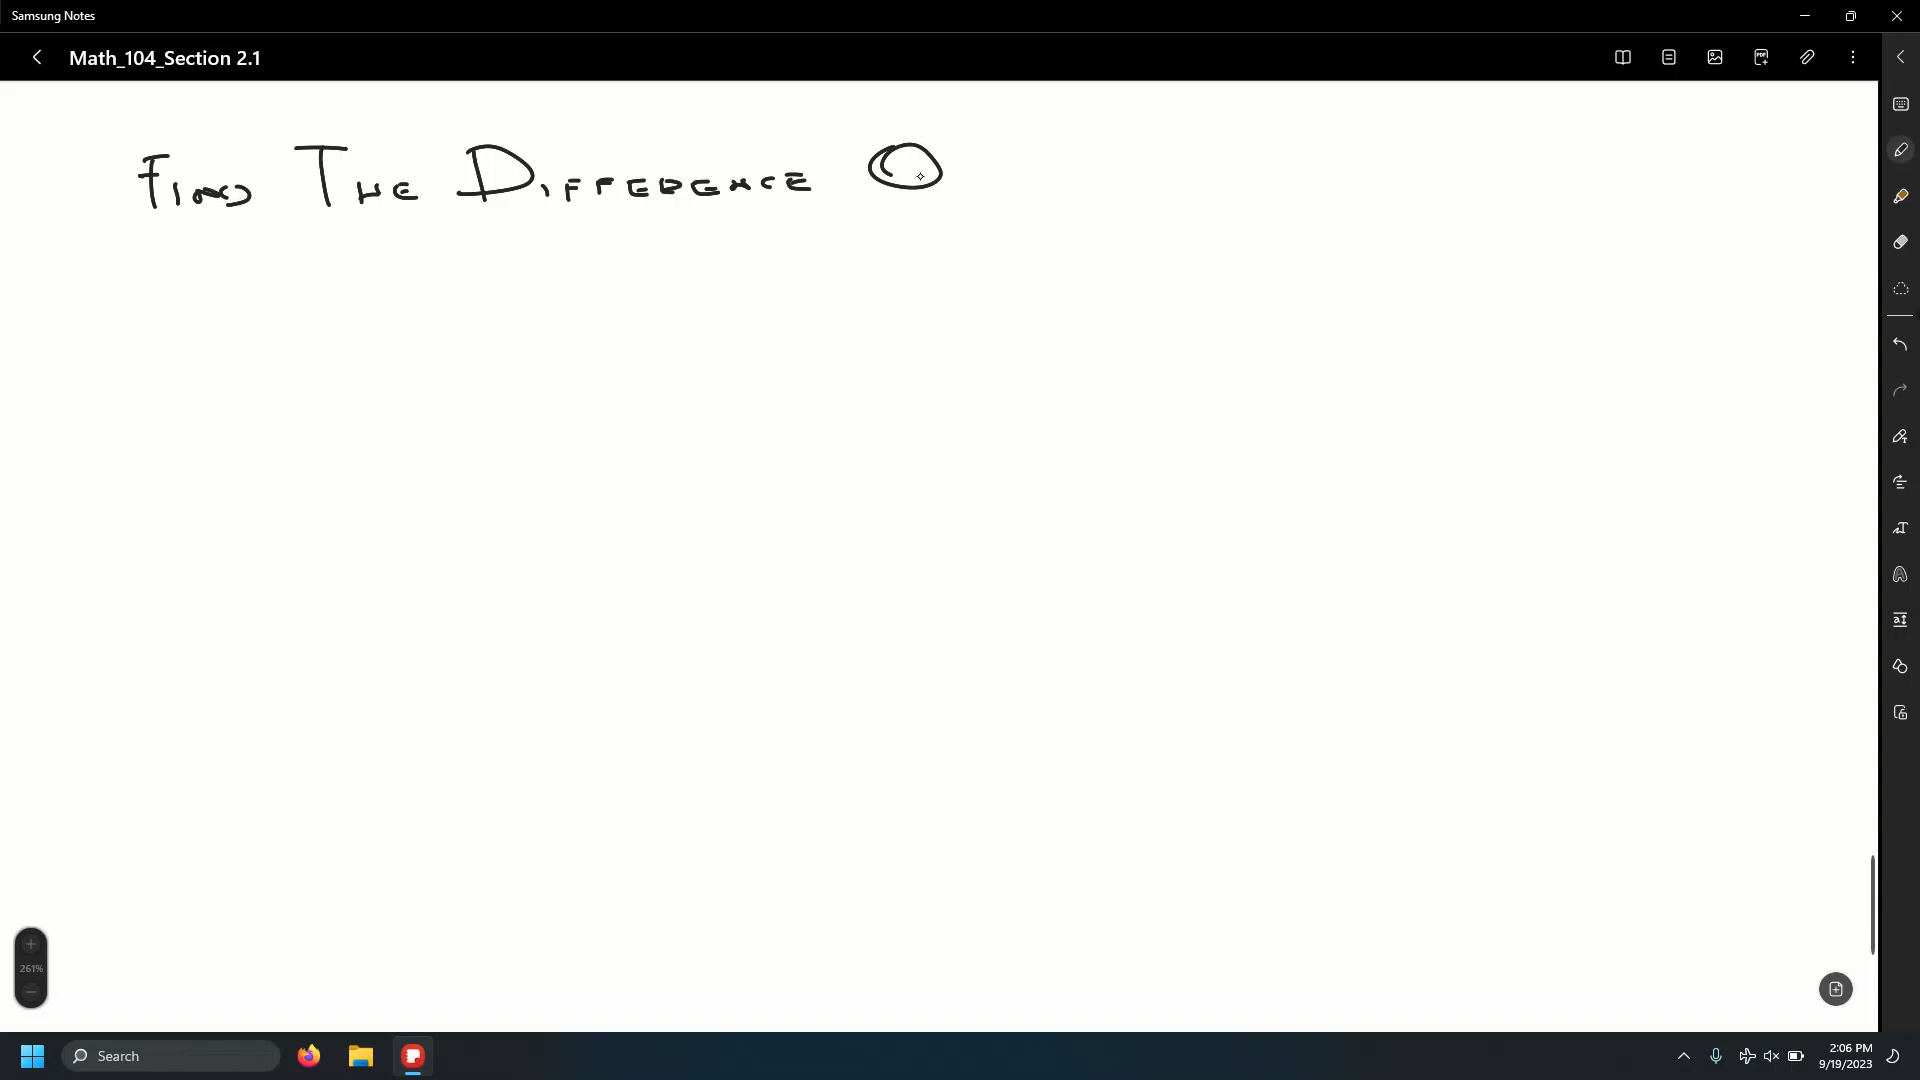 Samsung Notes
Math_104_Section 2.1
FIND THE DIFFERENCE O
261%
Search
2:06 PM
9/19/2023